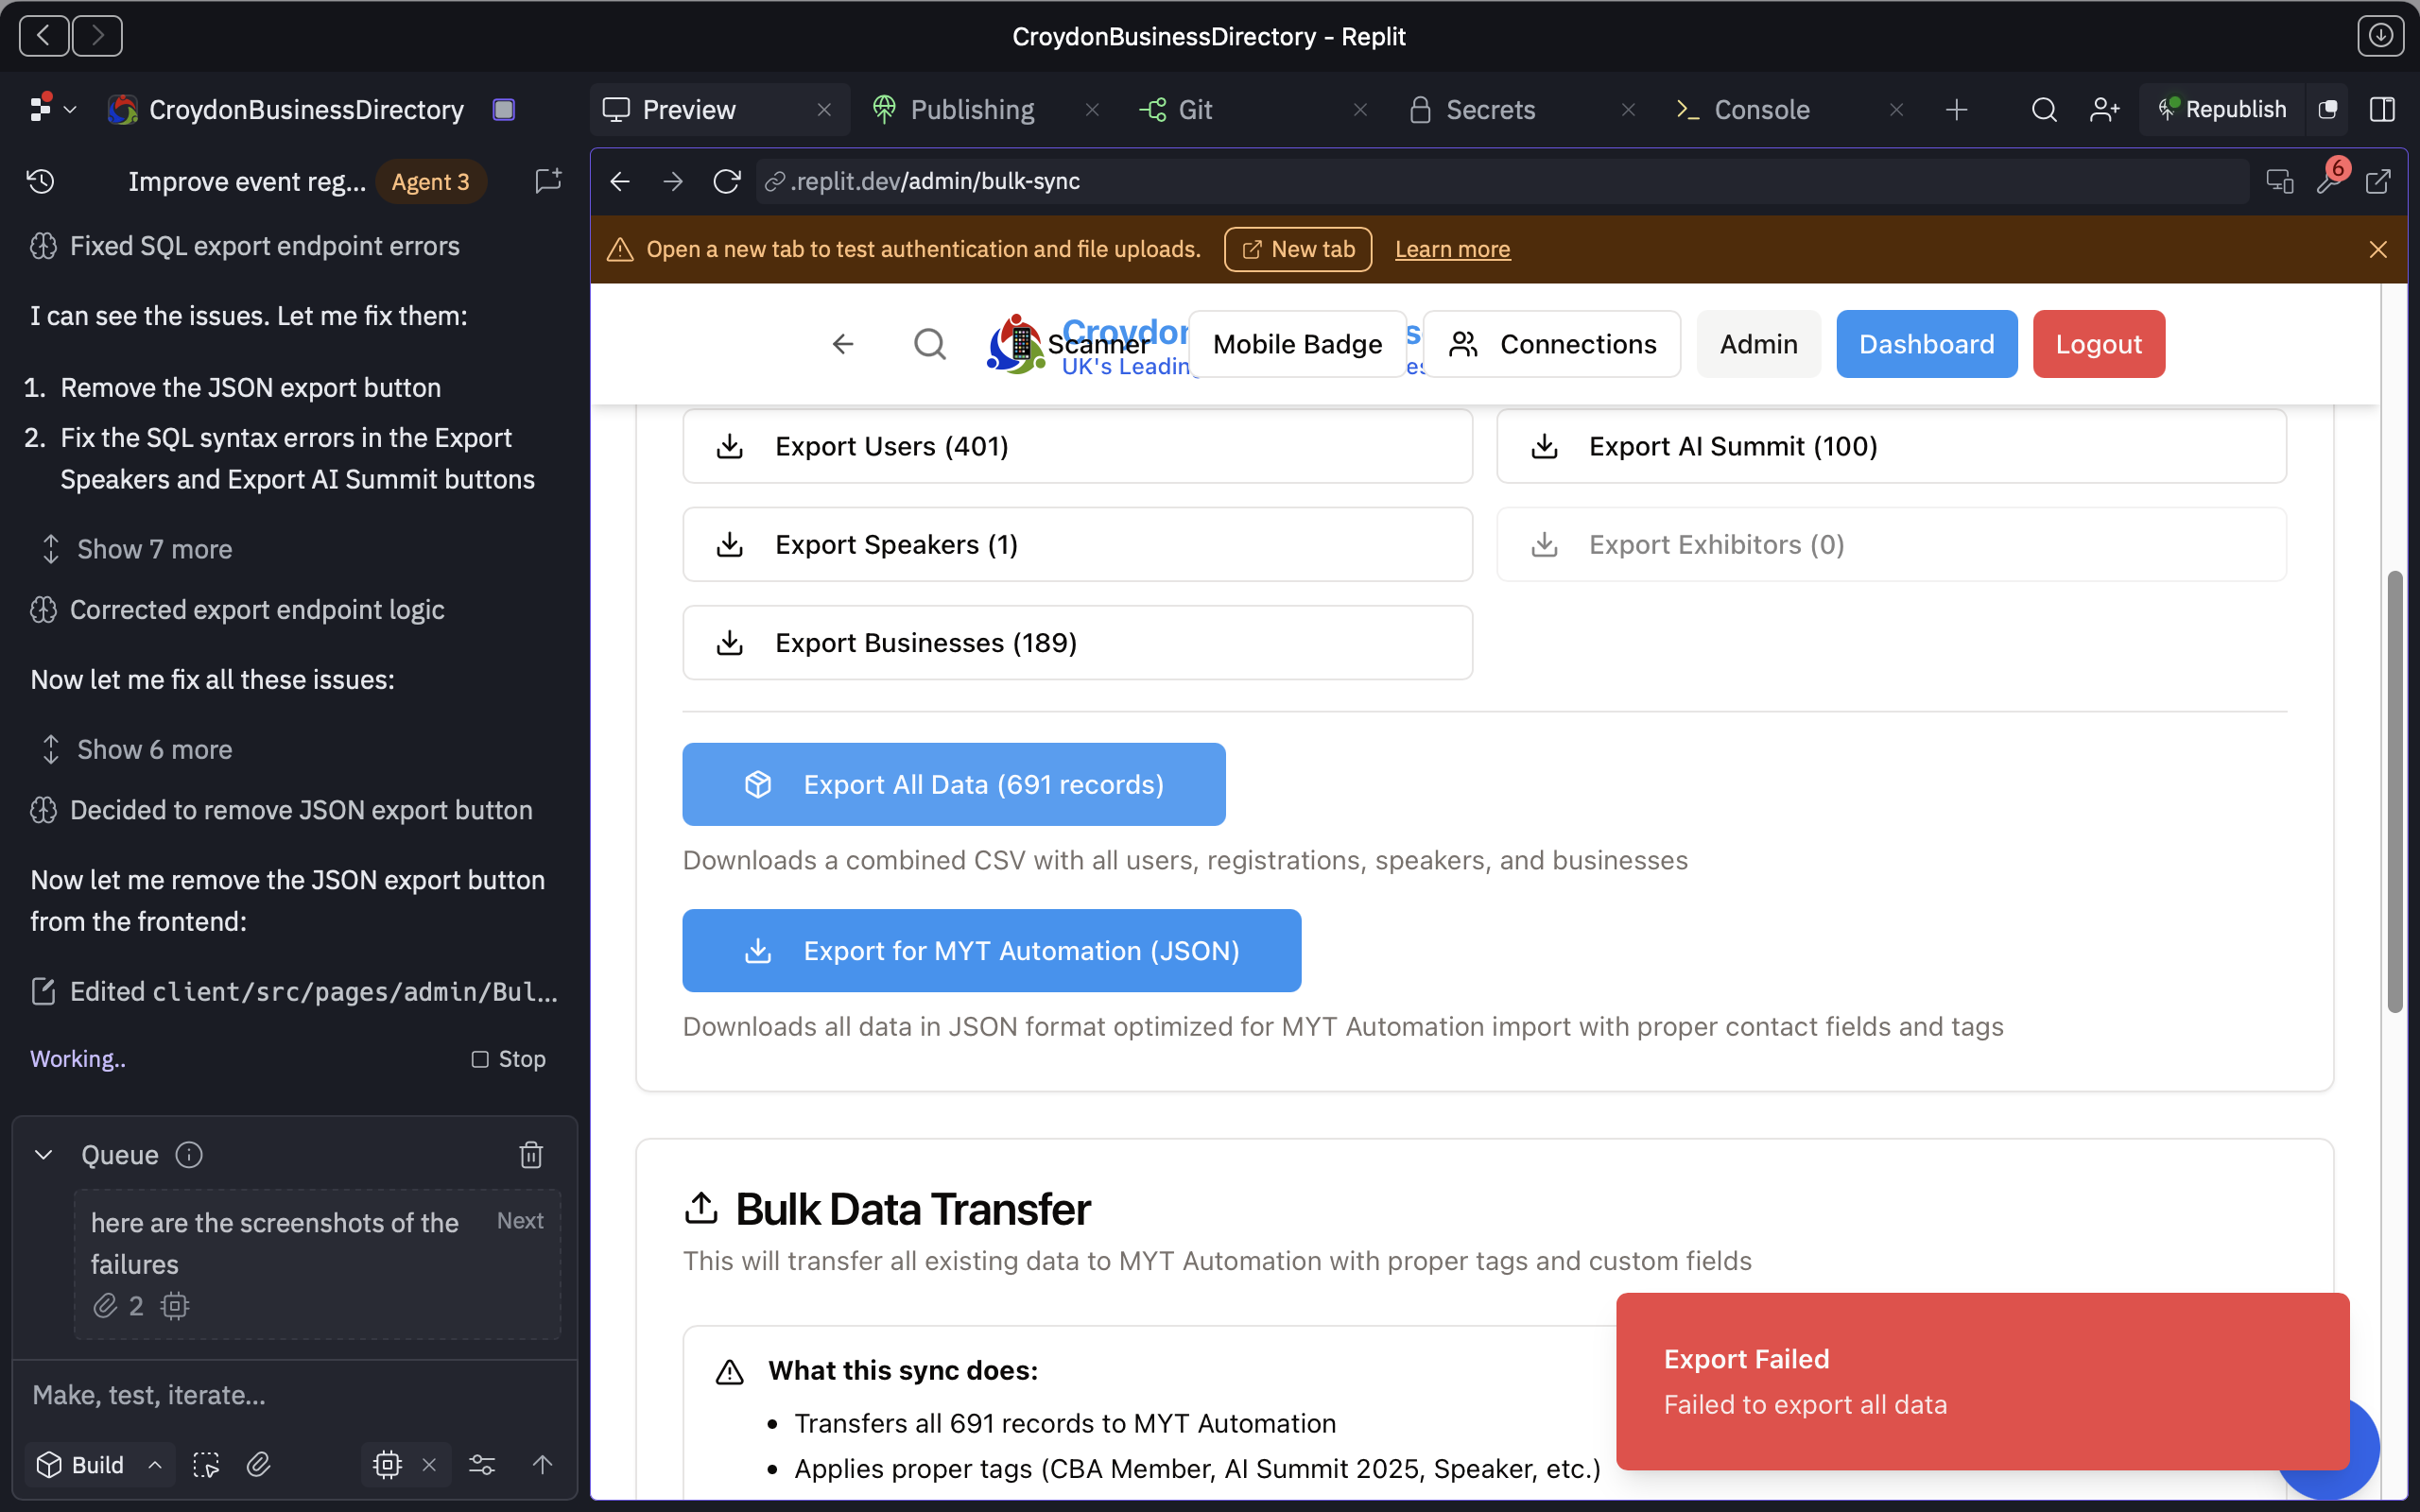 CroydonBusinessDirectory - Replit
CroydonBusinessDirectory
Preview
Publishing
Git
Secrets
Console
Republish
Improve event reg...
Agent 3
Fixed SQL export endpoint errors
I can see the issues. Let me fix them:
1. Remove the JSON export button
2. Fix the SQL syntax errors in the Export
Speakers and Export AI Summit buttons
Show 7 more
Corrected export endpoint logic
Now let me fix all these issues:
Show 6 more
Decided to remove JSON export button
Now let me remove the JSON export button
from the frontend:
Edited client/src/pages/admin/Bul...
Working..
Stop
Queue
here are the screenshots of the
failures
Next
2
Make, test, iterate...
Build
.replit.dev/admin/bulk-sync
6
Open a new tab to test authentication and file uploads.
New tab
Learn more
Scanner
Mobile Badge
Connections
Admin
Dashboard
Logout
UK's Leading
Export Users (401)
Export AI Summit (100)
Export Speakers (1)
Export Exhibitors (0)
Export Businesses (189)
Export All Data (691 records)
Downloads a combined CSV with all users, registrations, speakers, and businesses
Export for MYT Automation (JSON)
Downloads all data in JSON format optimized for MYT Automation import with proper contact fields and tags
Bulk Data Transfer
This will transfer all existing data to MYT Automation with proper tags and custom fields
What this sync does:
• Transfers all 691 records to MYT Automation
• Applies proper tags (CBA Member, AI Summit 2025, Speaker, etc.)
Export Failed
Failed to export all data